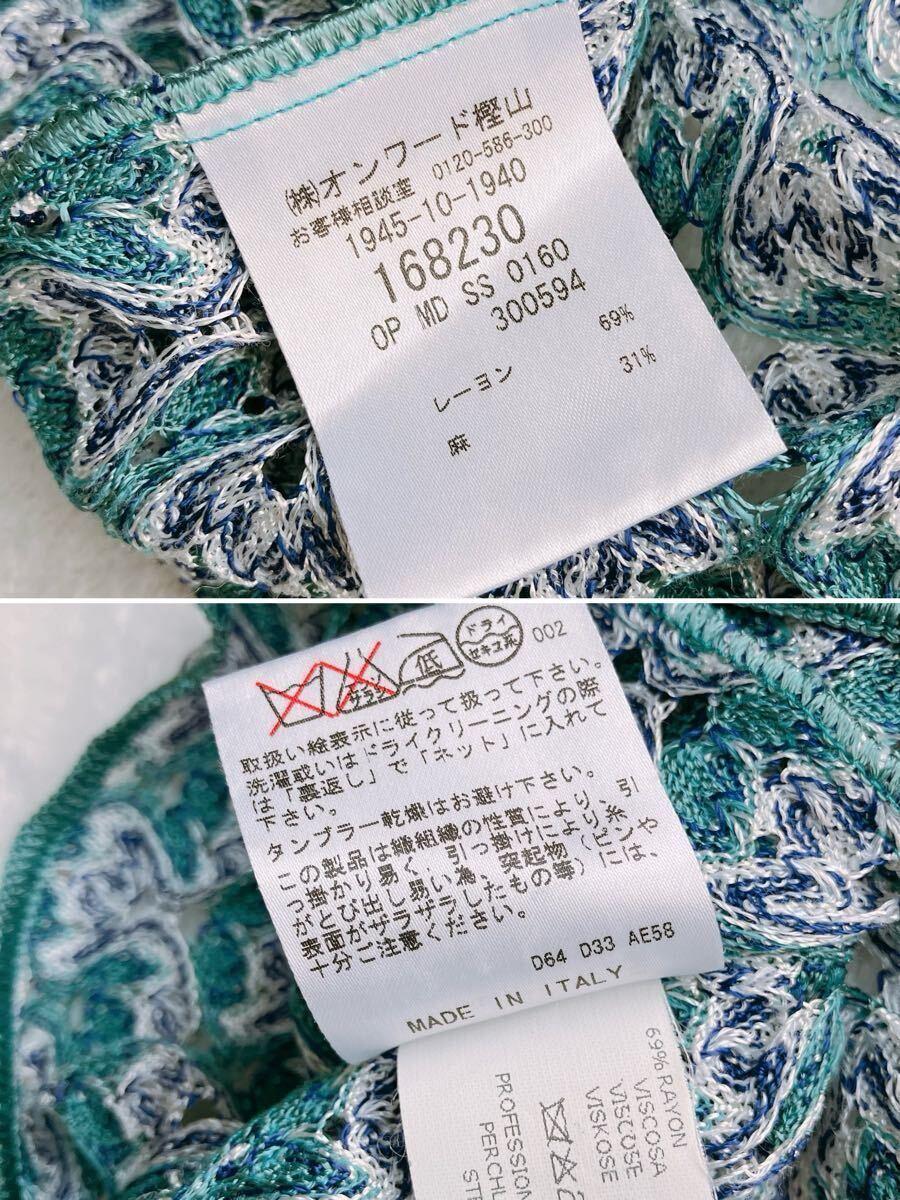 ㈱オンワード樫山
お客様相談室 0120-586-300
1945-10-1940
168230
OP MD SS 0160
300594
レーヨン 69%
麻 31%
サラシ
低
ドライ
セキユ系
002
取扱い絵表示に従って扱って下さい。
洗濯或いはドライクリーニングの際
は「裏返し」で「ネット」に入れて
下さい。
タンブラー乾燥はお避け下さい。
この製品は編組織の性質により、引
っ掛かり易く、引っ掛けにより糸
がとび出し易い為、突起物(ピンや
表面がザラザラしたもの等)には、
十分ご注意ください。
D64 D33 AE58
MADE IN ITALY
69%RAYON
VISCOSA
VISCOSE
VISKOSE
PROFESSION
PERCHL
STE